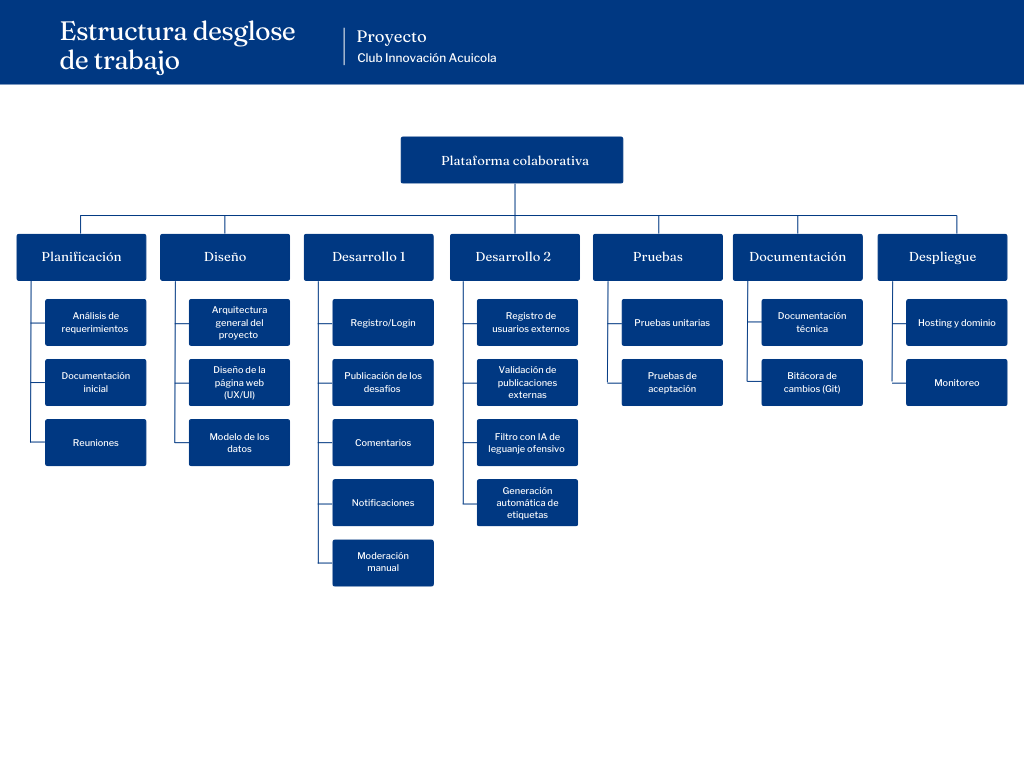 Estructura desglose
de trabajo
Proyecto
Club Innovación Acuicola
Plataforma colaborativa
Planificación
Análisis de
requerimientos
Documentación
inicial
Reuniones
Diseño
Arquitectura
general del
proyecto
Diseño de la
página web
(UX/UI)
Modelo de los
datos
Desarrollo 1
Registro/Login
Publicación de los
desafíos
Comentarios
Notificaciones
Moderación
manual
Desarrollo 2
Registro de
usuarios externos
Validación de
publicaciones
externas
Filtro con IA de
leguanje ofensivo
Generación
automática de
etiquetas
Pruebas
Pruebas unitarias
Pruebas de
aceptación
Documentación
Documentación
técnica
Bitácora de
cambios (Git)
Despliegue
Hosting y dominio
Monitoreo